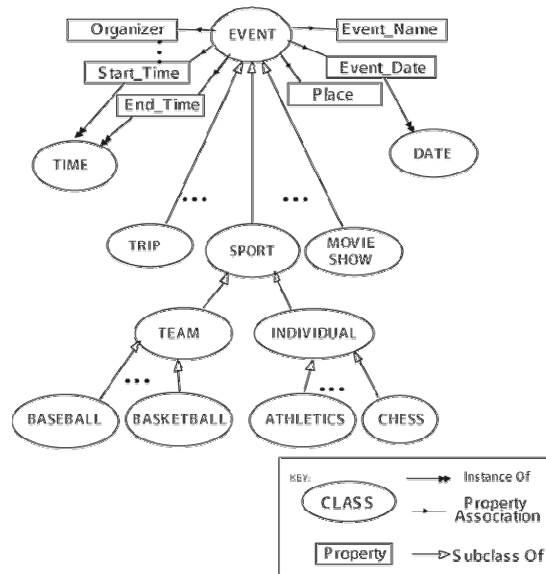 Organizer
EVENT
Event_Name
Start_Time
Event_Date
End_Time
Place
TIME
DATE
TRIP
SPORT
MOVIE
SHOW
TEAM
INDIVIDUAL
BASEBALL
BASKETBALL
ATHLETICS
CHESS
KEY:
CLASS
Instance Of
Property
Association
Property
Subclass Of